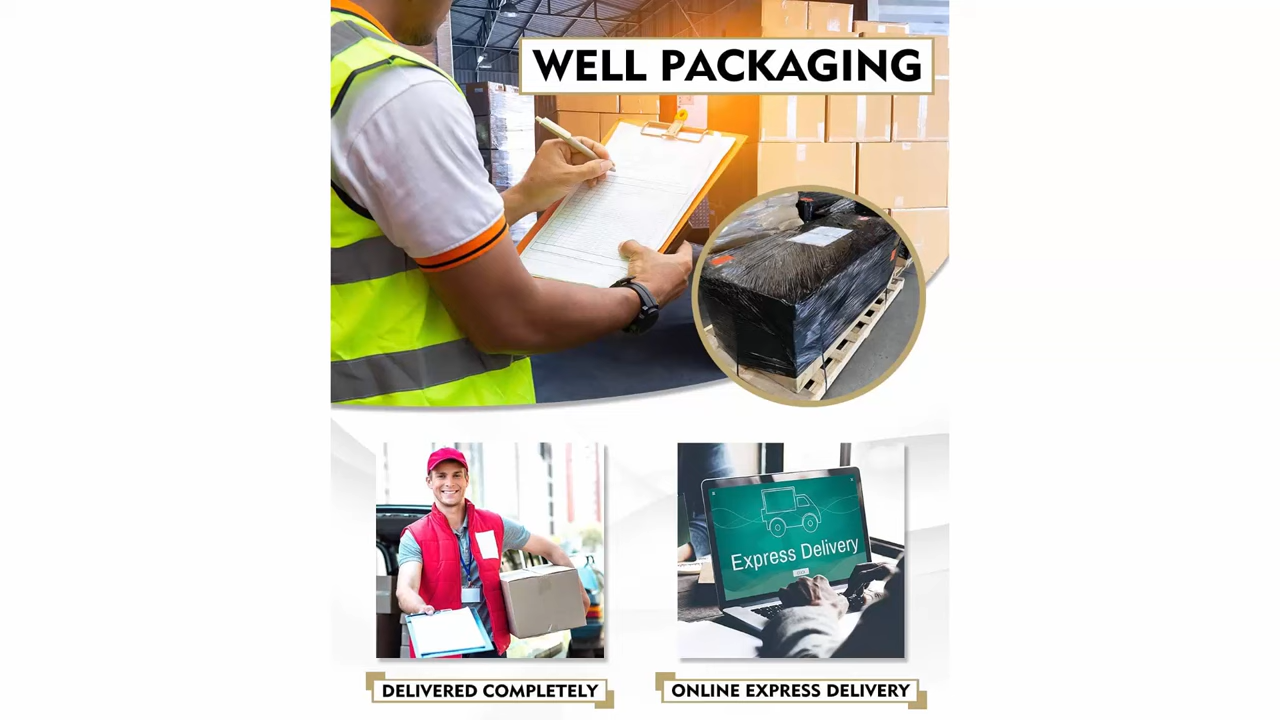 WELL PACKAGING
Express Delivery
DELIVERED COMPLETELY
ONLINE EXPRESS DELIVERY